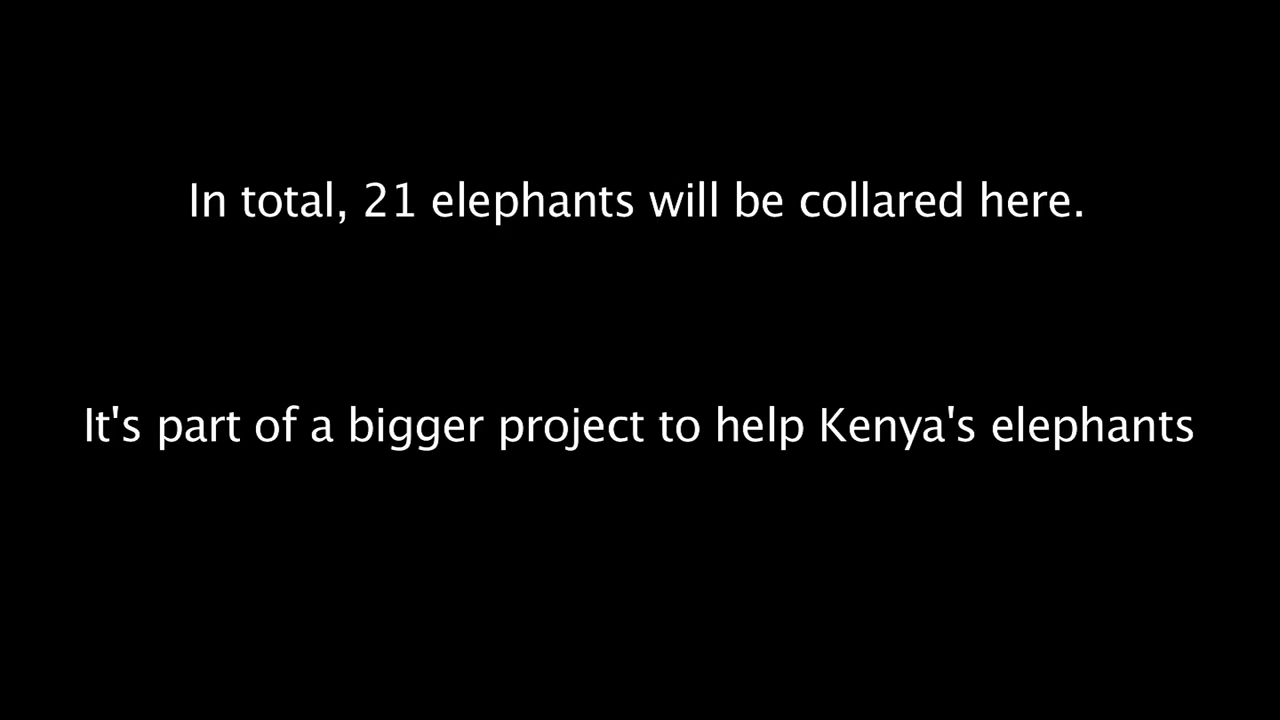 In total, 21 elephants will be collared here.
It's part of a bigger project to help Kenya's elephants